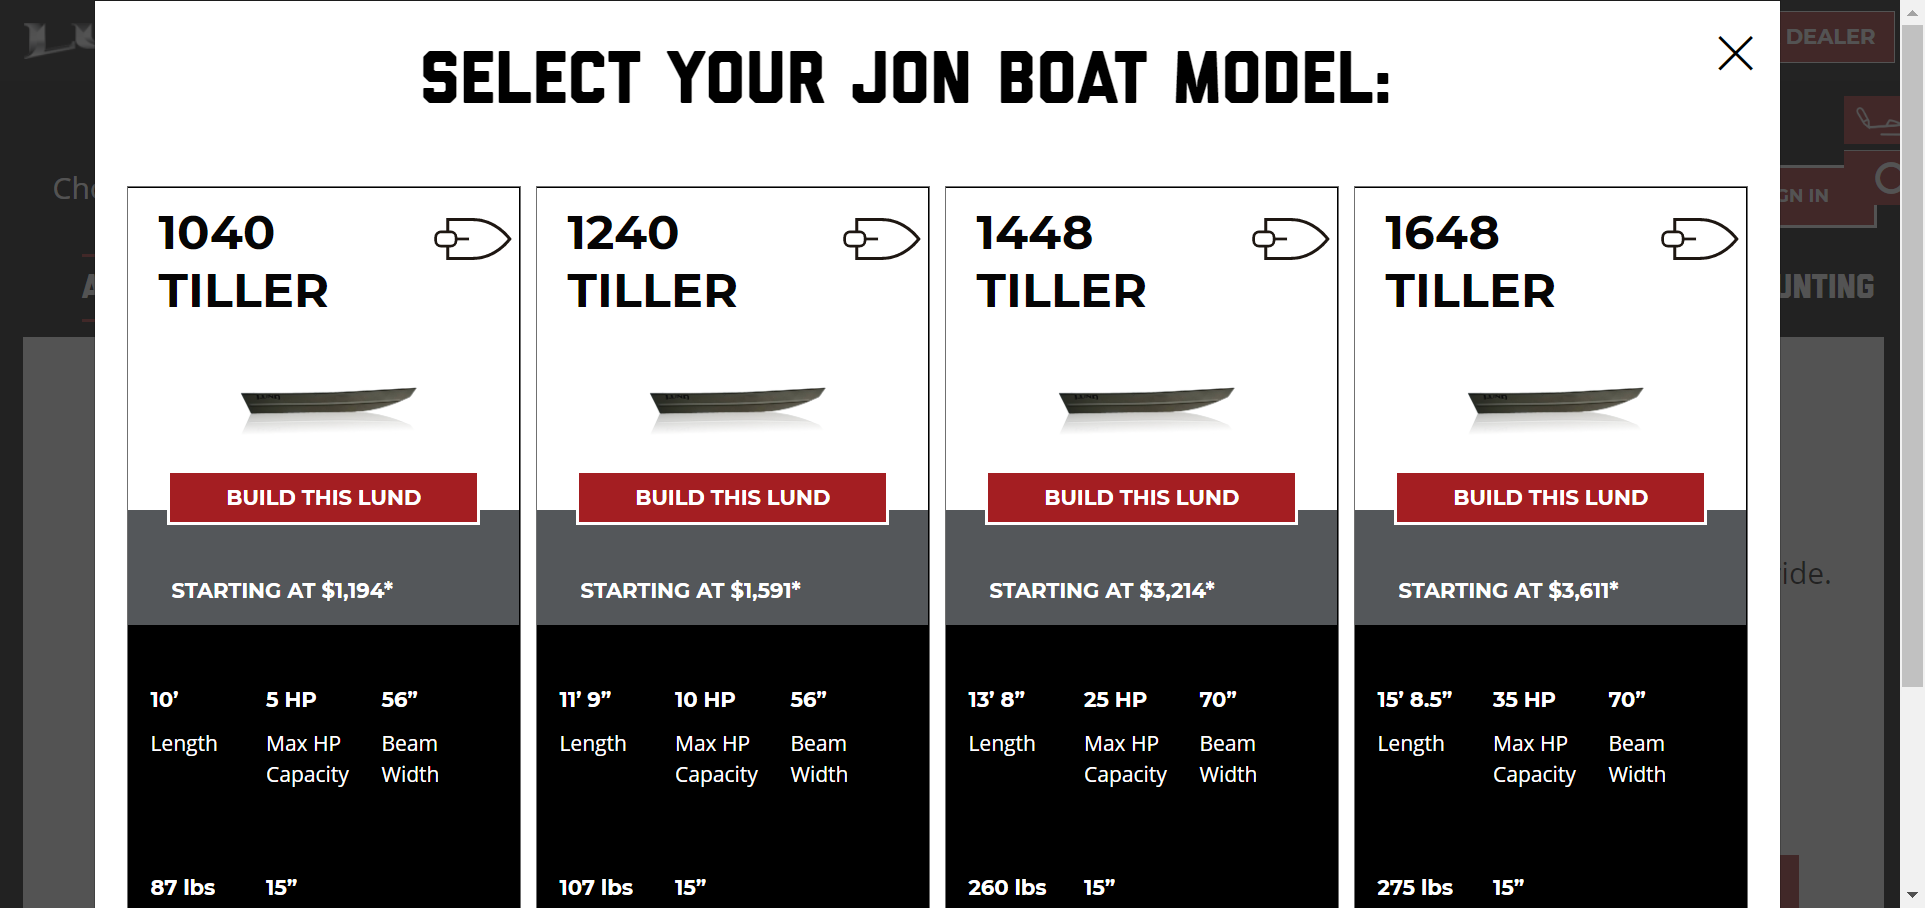 SELECT YOUR JON BOAT MODEL:
DEALER
IN
1040
TILLER
BUILD THIS LUND
STARTING AT $1,194*
10’
Length
5 HP
Max HP
Capacity
56”
Beam
Width
87 lbs
15”
1240
TILLER
BUILD THIS LUND
STARTING AT $1,591*
11’ 9”
Length
10 HP
Max HP
Capacity
56”
Beam
Width
107 lbs
15”
1448
TILLER
BUILD THIS LUND
STARTING AT $3,214*
13’ 8”
Length
25 HP
Max HP
Capacity
70”
Beam
Width
260 lbs
15”
1648
TILLER
BUILD THIS LUND
STARTING AT $3,611*
15’ 8.5”
Length
35 HP
Max HP
Capacity
70”
Beam
Width
275 lbs
15”